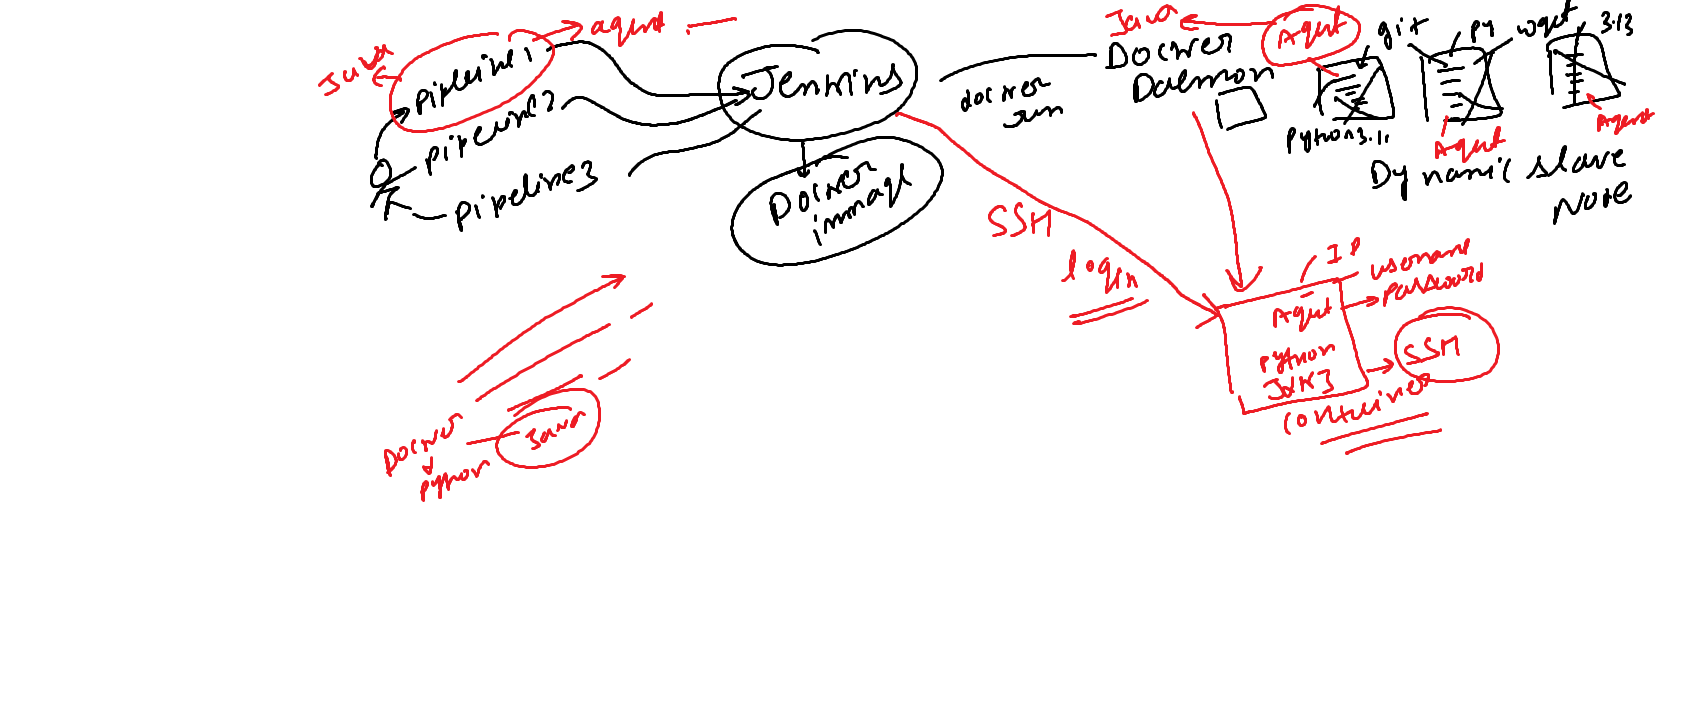 Java
agent
pipeline1
pipeline2
pipeline3
Jenkins
Docker
immage
docker
run
Java
Docker
Daemon
Agent
git
PY
wget
3.13
Python3.11
Agent
Agent
Dynamic slave
Node
SSH
login
IP
username
password
Agent
python
JDK
SSH
container
Docker
Java
python